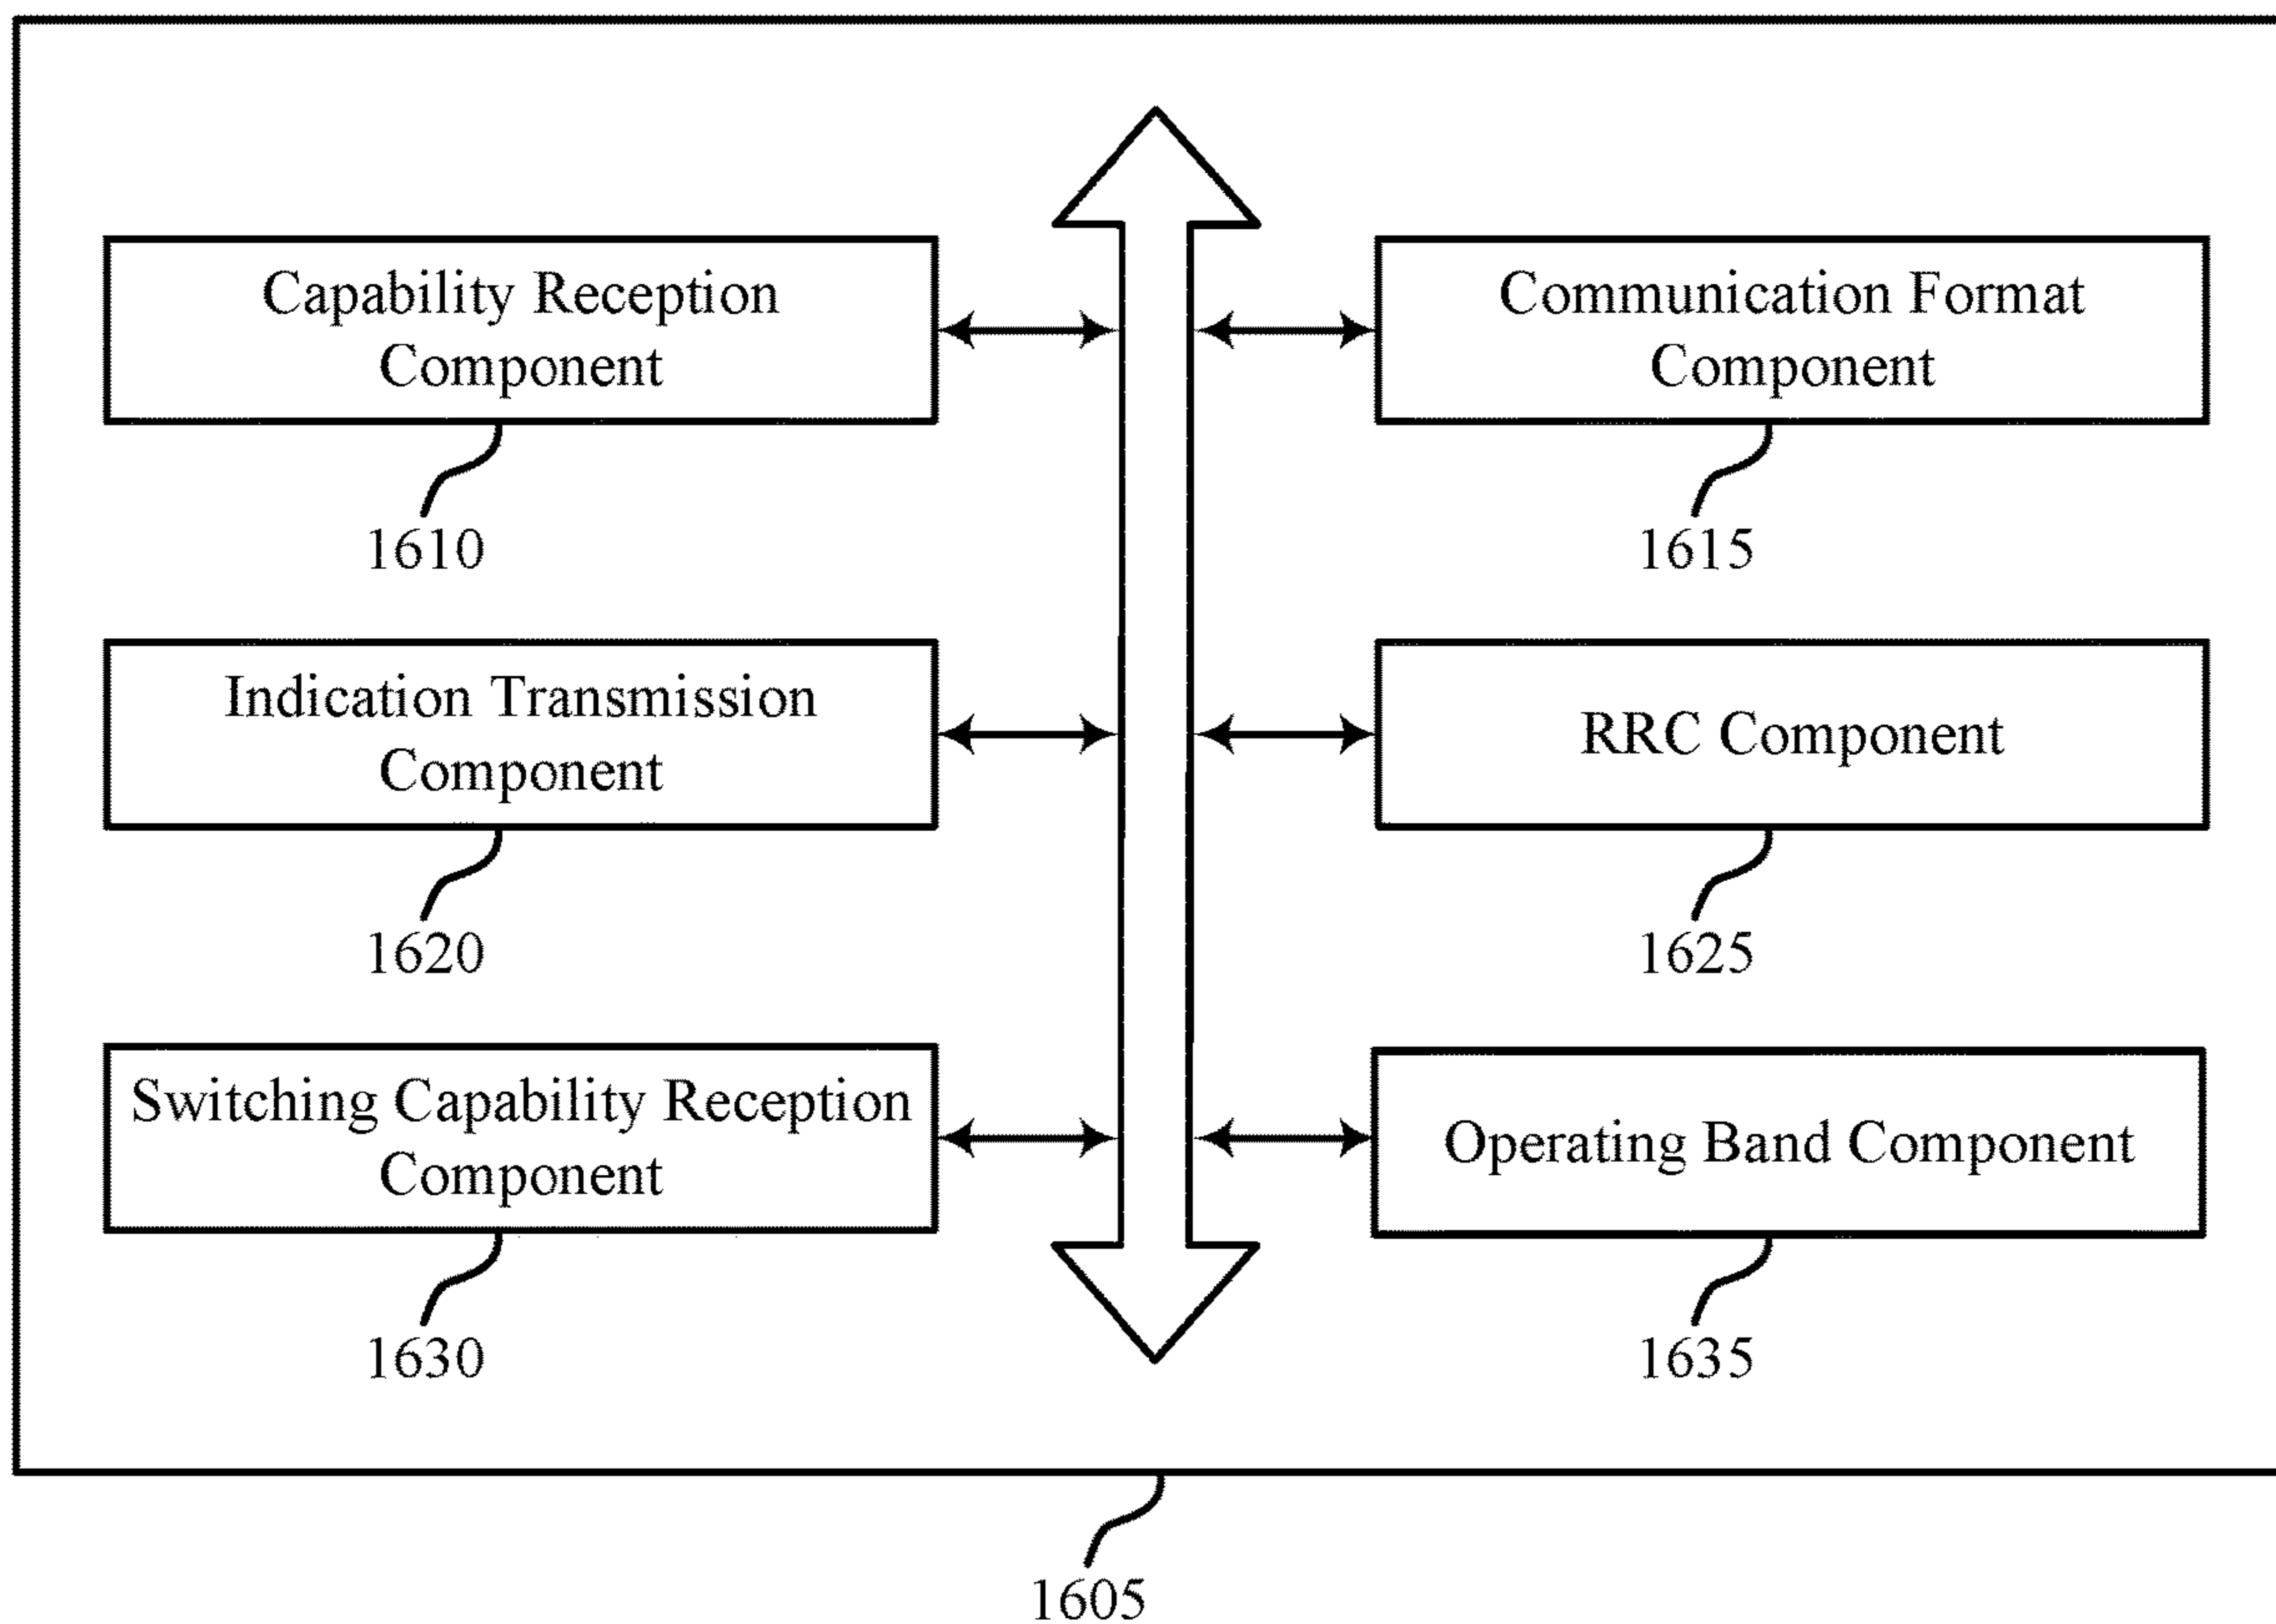 Capability Reception
Component
1610
Communication Format
Component
1615
Indication Transmission
Component
1620
RRC Component
1625
Switching Capability Reception
Component
1630
Operating Band Component
1635
1605